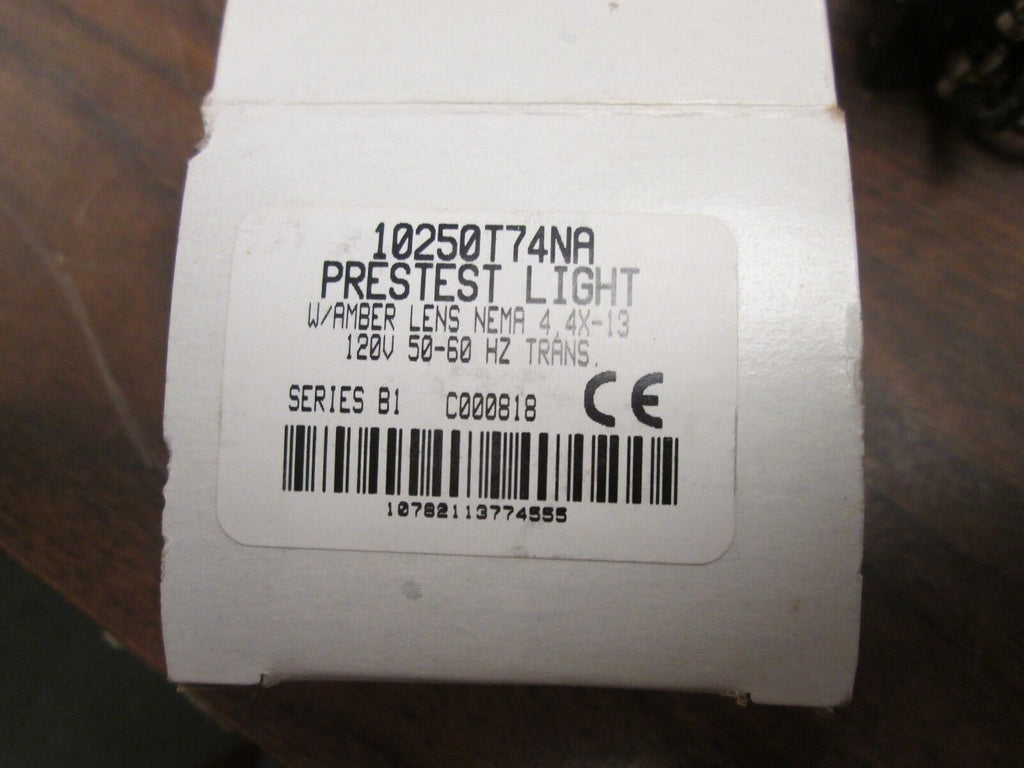 10250T74NA
PRESTEST LIGHT
W/AMBER LENS NEMA 4,4X-13
120V 50-60 HZ TRANS.
SERIES B1 C000818 CE
10782113774555